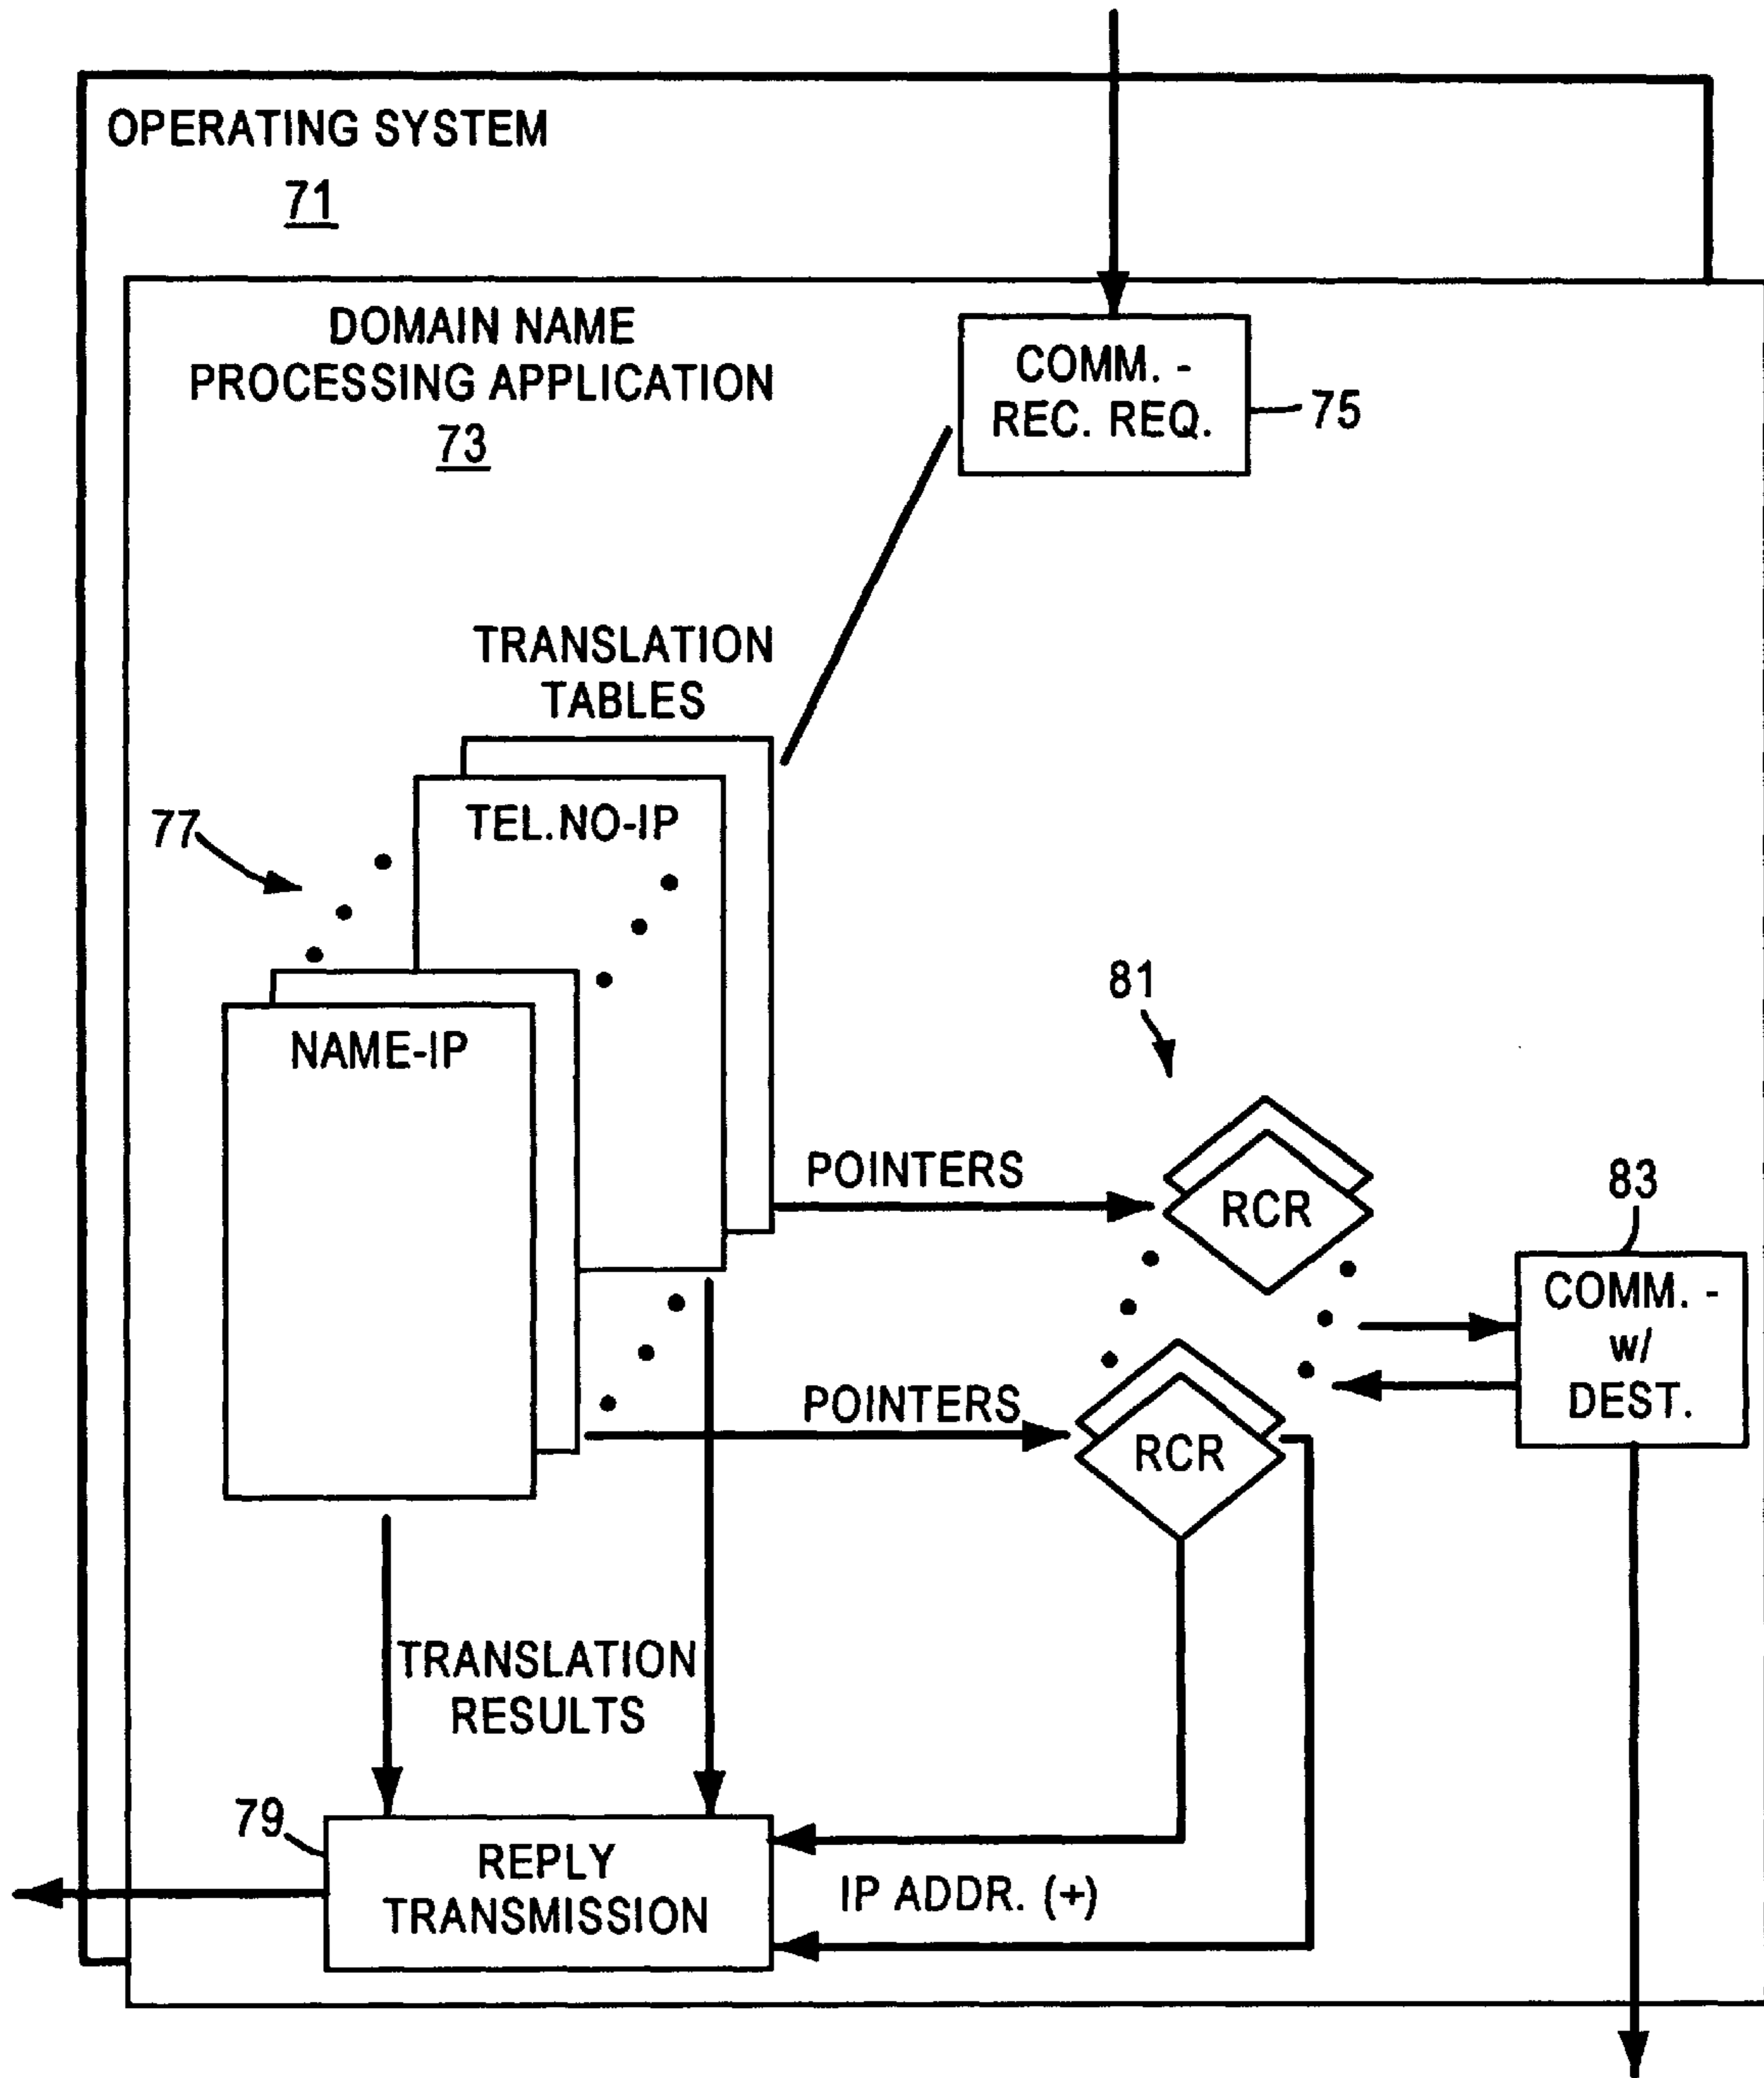 OPERATING SYSTEM
71
DOMAIN NAME
PROCESSING APPLICATION
73
COMM. -
REC. REQ.
75
TRANSLATION
TABLES
77
TEL.NO-IP
NAME-IP
81
POINTERS
RCR
83
COMM. -
w/
DEST.
POINTERS
RCR
TRANSLATION
RESULTS
79
REPLY
TRANSMISSION
IP ADDR. (+)